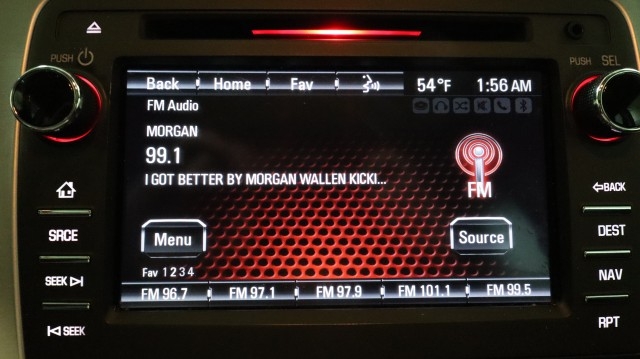 PUSH
PUSH SEL
Back Home Fav 54°F 1:56 AM
FM Audio
MORGAN
99.1
I GOT BETTER BY MORGAN WALLEN KICKI...
FM
BACK
SRCE
DEST
Menu
Source
SEEK
NAV
Fav 1 2 3 4
FM 96.7 FM 97.1 FM 97.9 FM 101.1 FM 99.5
SEEK
RPT